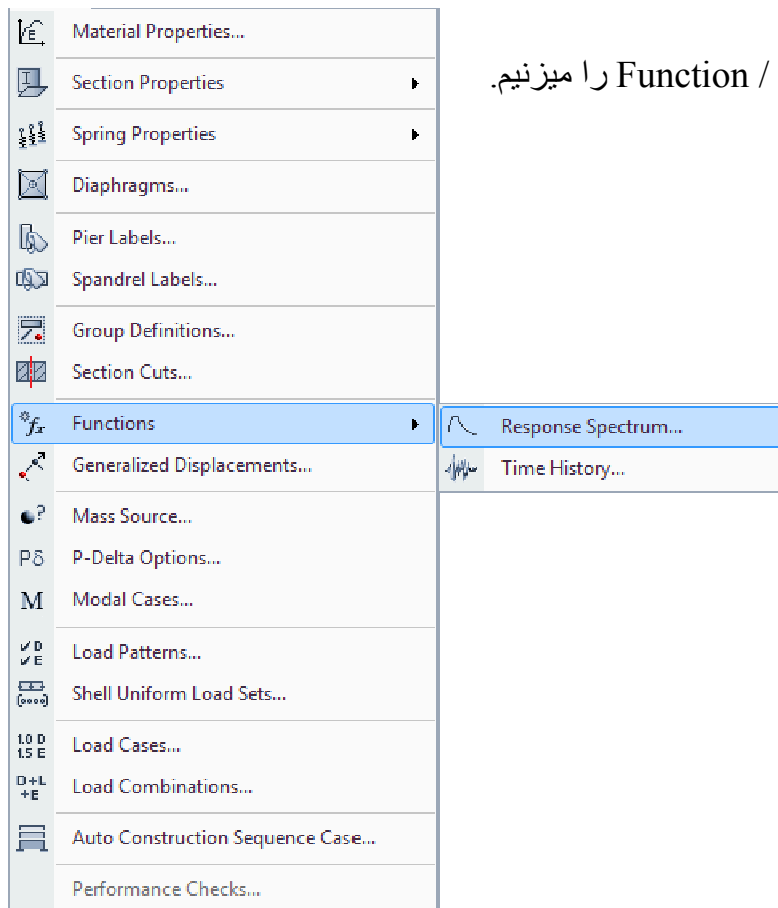 Material Properties...
/ Function را میزنیم.
Section Properties
Spring Properties
Diaphragms...
Pier Labels...
Spandrel Labels...
Group Definitions...
Section Cuts...
Functions
Response Spectrum...
Generalized Displacements...
Time History...
Mass Source...
P-Delta Options...
Modal Cases...
Load Patterns...
Shell Uniform Load Sets...
Load Cases...
Load Combinations...
Auto Construction Sequence Case...
Performance Checks...